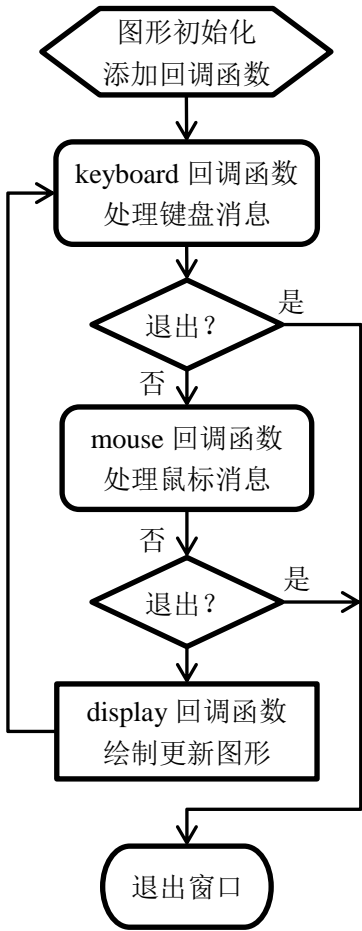 图形初始化
添加回调函数
keyboard 回调函数
处理键盘消息
退出？
是
否
mouse 回调函数
处理鼠标消息
否
退出？
是
display 回调函数
绘制更新图形
退出窗口